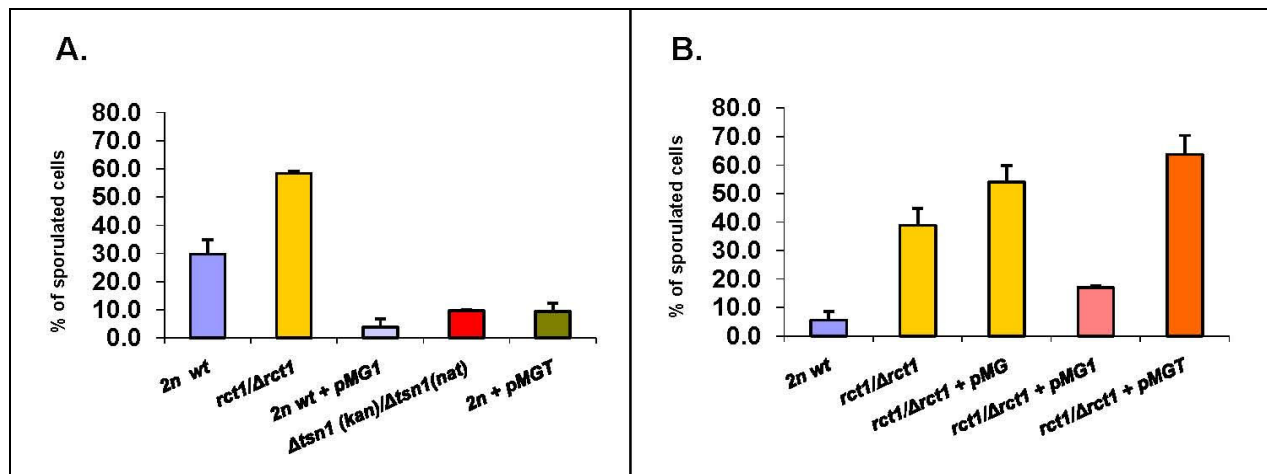 A.
% of sporulated cells
80.0
70.0
60.0
50.0
40.0
30.0
20.0
10.0
0.0
2n wt
rct1/Δrct1
2n wt + pMG1
Δtsn1 (kan)/Δtsn1(nat)
2n + pMGT
B.
% of sporulated cells
80.0
70.0
60.0
50.0
40.0
30.0
20.0
10.0
0.0
2n wt
rct1/Δrct1
rct1/Δrct1 + pMG
rct1/Δrct1 + pMG1
rct1/Δrct1 + pMGT